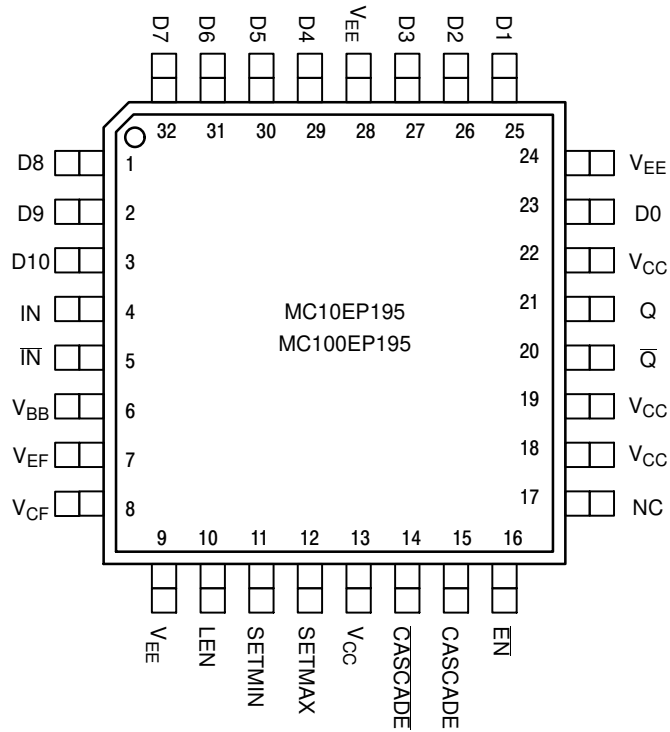 D7 D6 D5 D4 VEE D3 D2 D1
32 31 30 29 28 27 26 25
D8 1 24 VEE
D9 2 23 D0
D10 3 22 VCC
IN 4 MC10EP195 21 Q
I̅N̅ 5 MC100EP195 20 Q̅
VBB 6 19 VCC
VEF 7 18 VCC
VCF 8 17 NC
9 10 11 12 13 14 15 16
VEE LEN SETMIN SETMAX VCC C̅A̅S̅C̅A̅D̅E̅ CASCADE E̅N̅